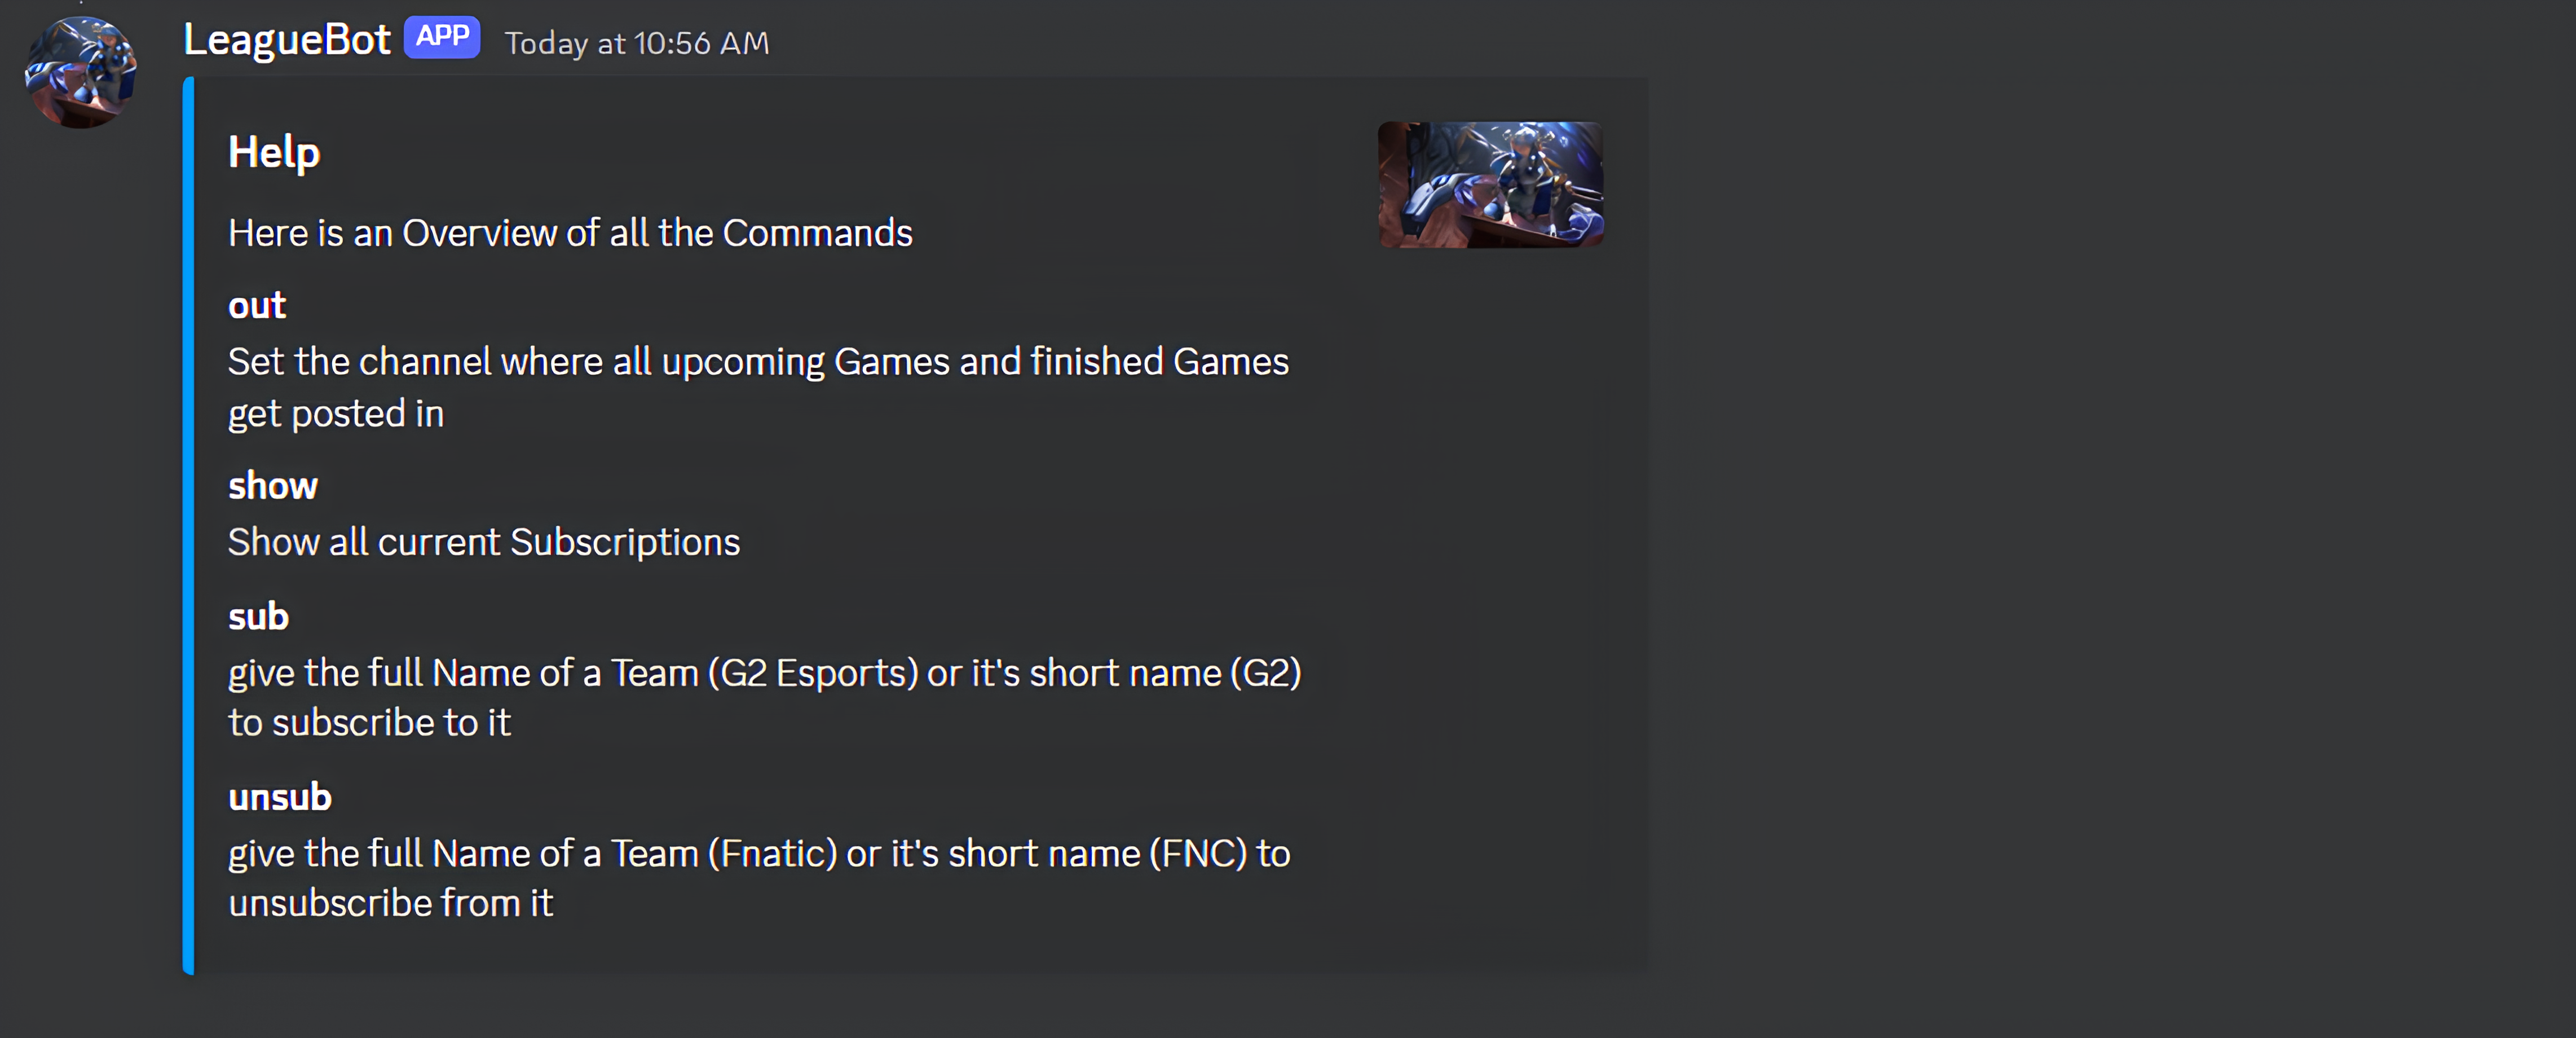 LeagueBot APP Today at 10:56 AM
Help
Here is an Overview of all the Commands
out
Set the channel where all upcoming Games and finished Games
get posted in
show
Show all current Subscriptions
sub
give the full Name of a Team (G2 Esports) or it's short name (G2)
to subscribe to it
unsub
give the full Name of a Team (Fnatic) or it's short name (FNC) to
unsubscribe from it